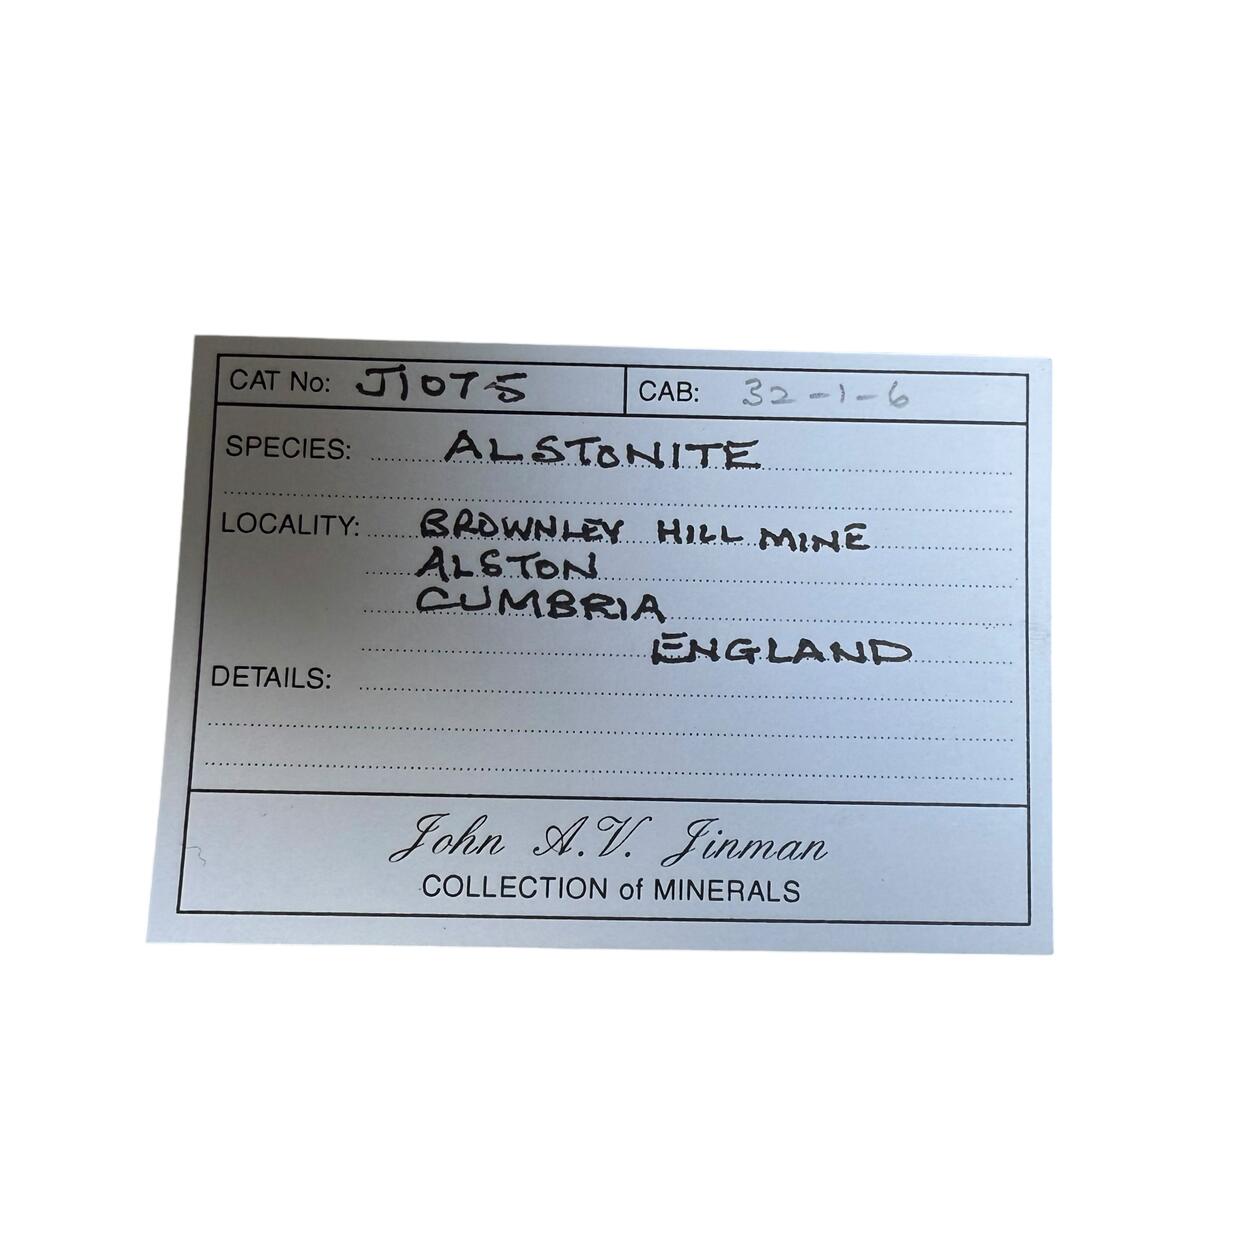 CAT No: J1075 CAB: 32-1-6
SPECIES: ALSTONITE
LOCALITY: BROWNLEY HILL MINE
ALSTON
CUMBRIA
ENGLAND
DETAILS:
John A.V. Jinman
COLLECTION of MINERALS